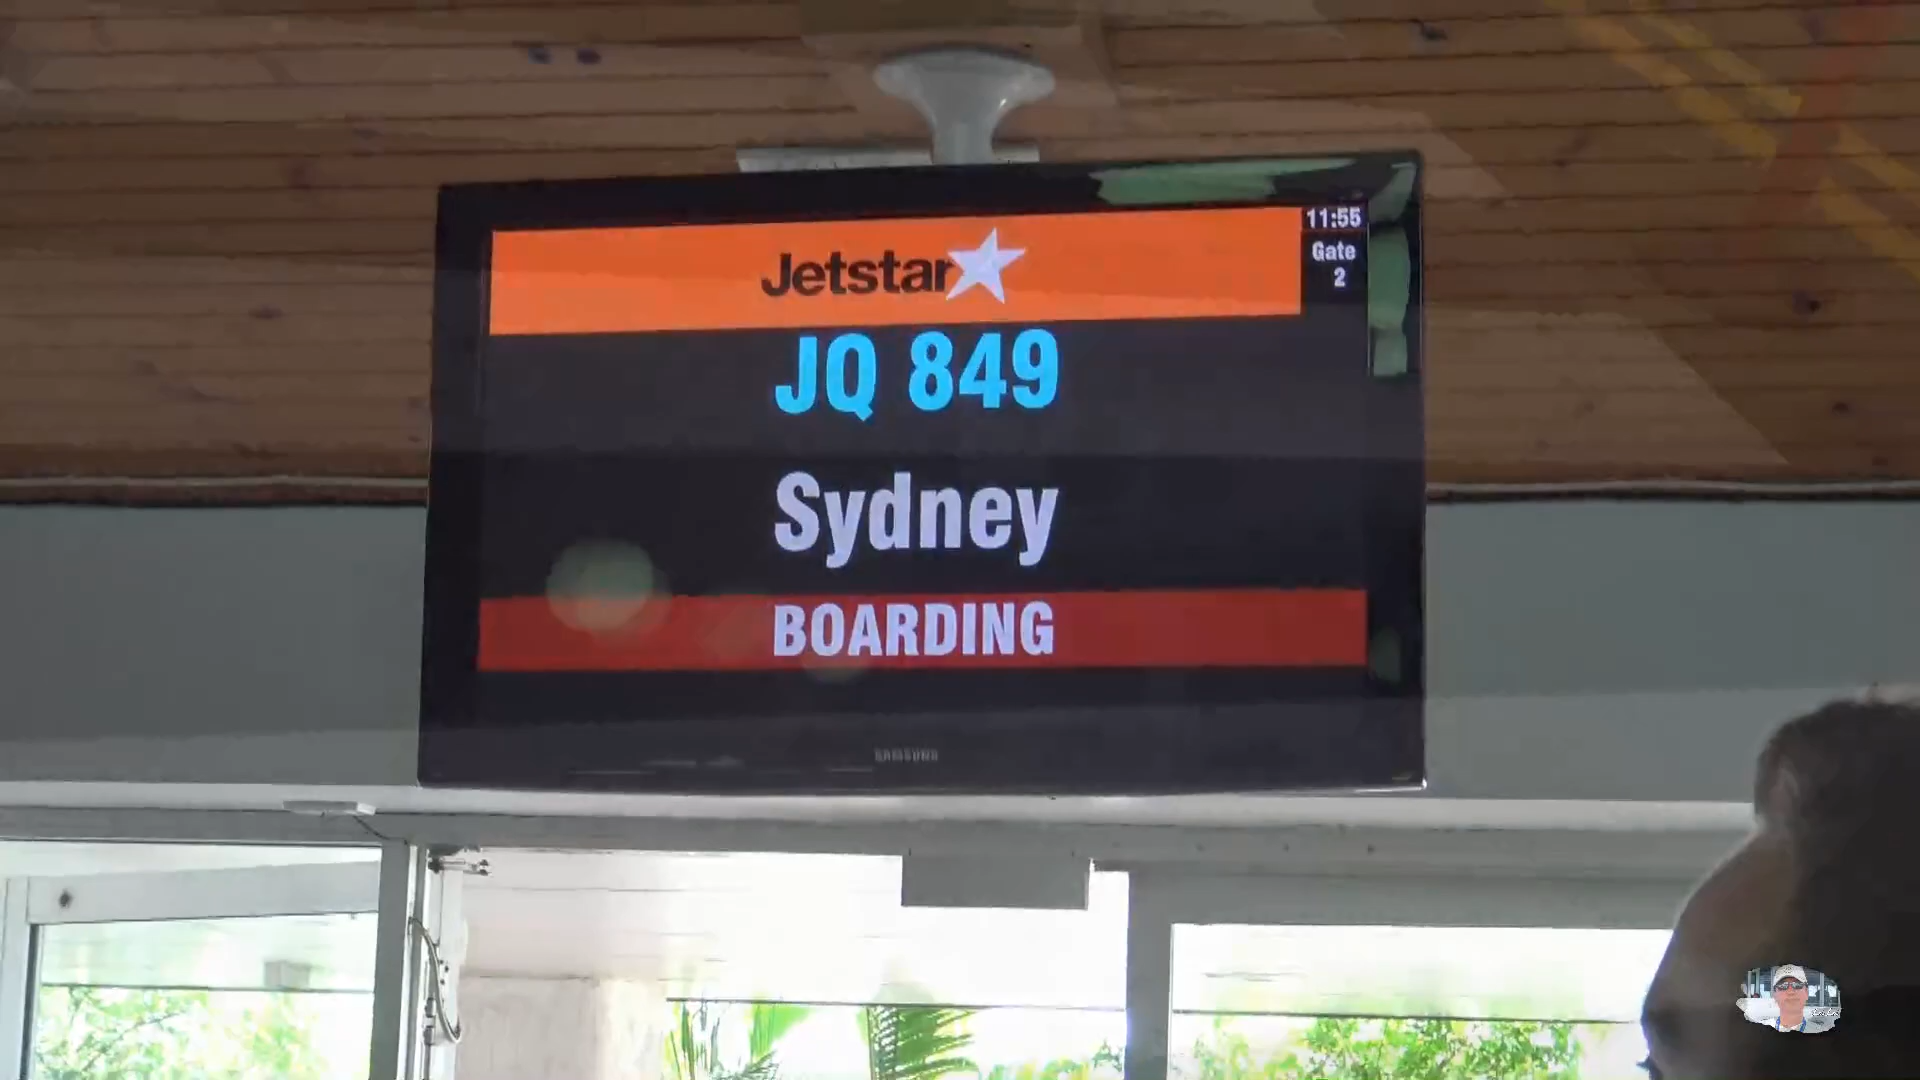 11:55
Jetstar
Gate
2
JQ 849
Sydney
BOARDING
SAMSUNG